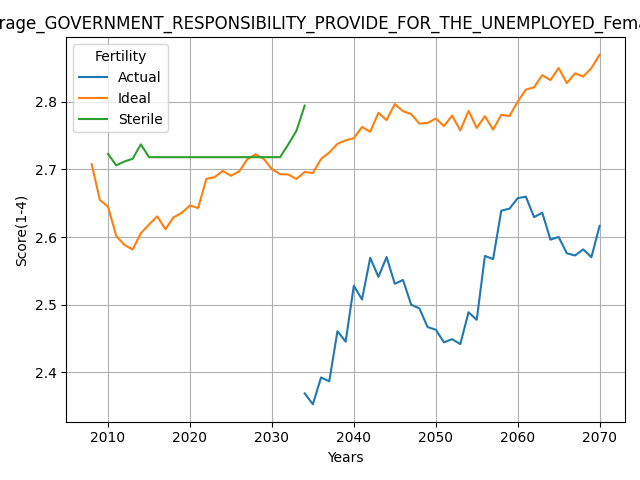 rage_GOVERNMENT_RESPONSIBILITY_PROVIDE_FOR_THE_UNEMPLOYED_Fema
Fertility
Actual
Ideal
Sterile
Score(1-4)
2.8
2.7
2.6
2.5
2.4
2010 2020 2030 2040 2050 2060 2070
Years